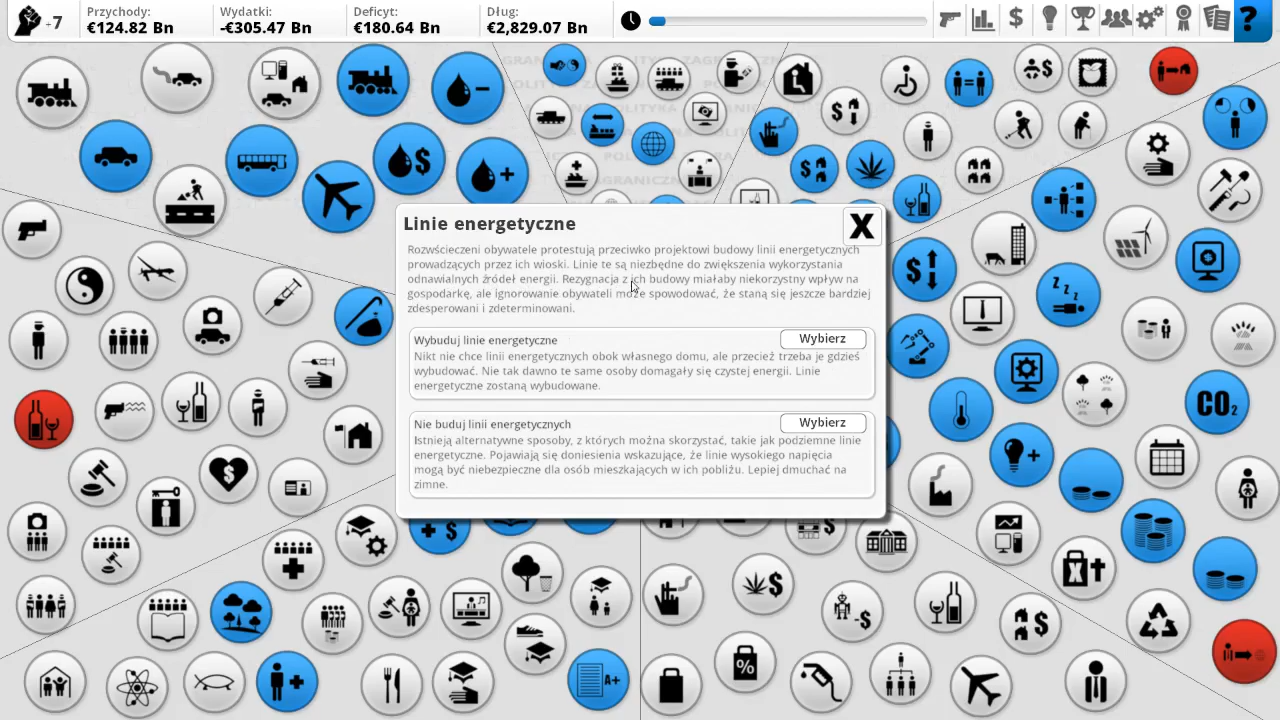 +7
Przychody:
€124.82 Bn
Wydatki:
-€305.47 Bn
Deficyt:
€180.64 Bn
Dług:
€2,829.07 Bn
$
?
Linie energetyczne
X
Rozwścieczeni obywatele protestują przeciwko projektowi budowy linii energetycznych
prowadzących przez ich wioski. Linie te są niezbędne do zwiększenia wykorzystania
odnawialnych źródeł energii. Rezygnacja z ich budowy miałaby niekorzystny wpływ na
gospodarkę, ale ignorowanie obywateli może spowodować, że staną się jeszcze bardziej
zdesperowani i zdeterminowani.
Wybuduj linie energetyczne
Wybierz
Nikt nie chce linii energetycznych obok własnego domu, ale przecież trzeba je gdzieś
wybudować. Nie tak dawno te same osoby domagały się czystej energii. Linie
energetyczne zostaną wybudowane.
Nie buduj linii energetycznych
Wybierz
Istnieją alternatywne sposoby, z których można skorzystać, takie jak podziemne linie
energetyczne. Pojawiają się doniesienia wskazujące, że linie wysokiego napięcia
mogą być niebezpieczne dla osób mieszkających w ich pobliżu. Lepiej dmuchać na
zimne.
CO₂
A+